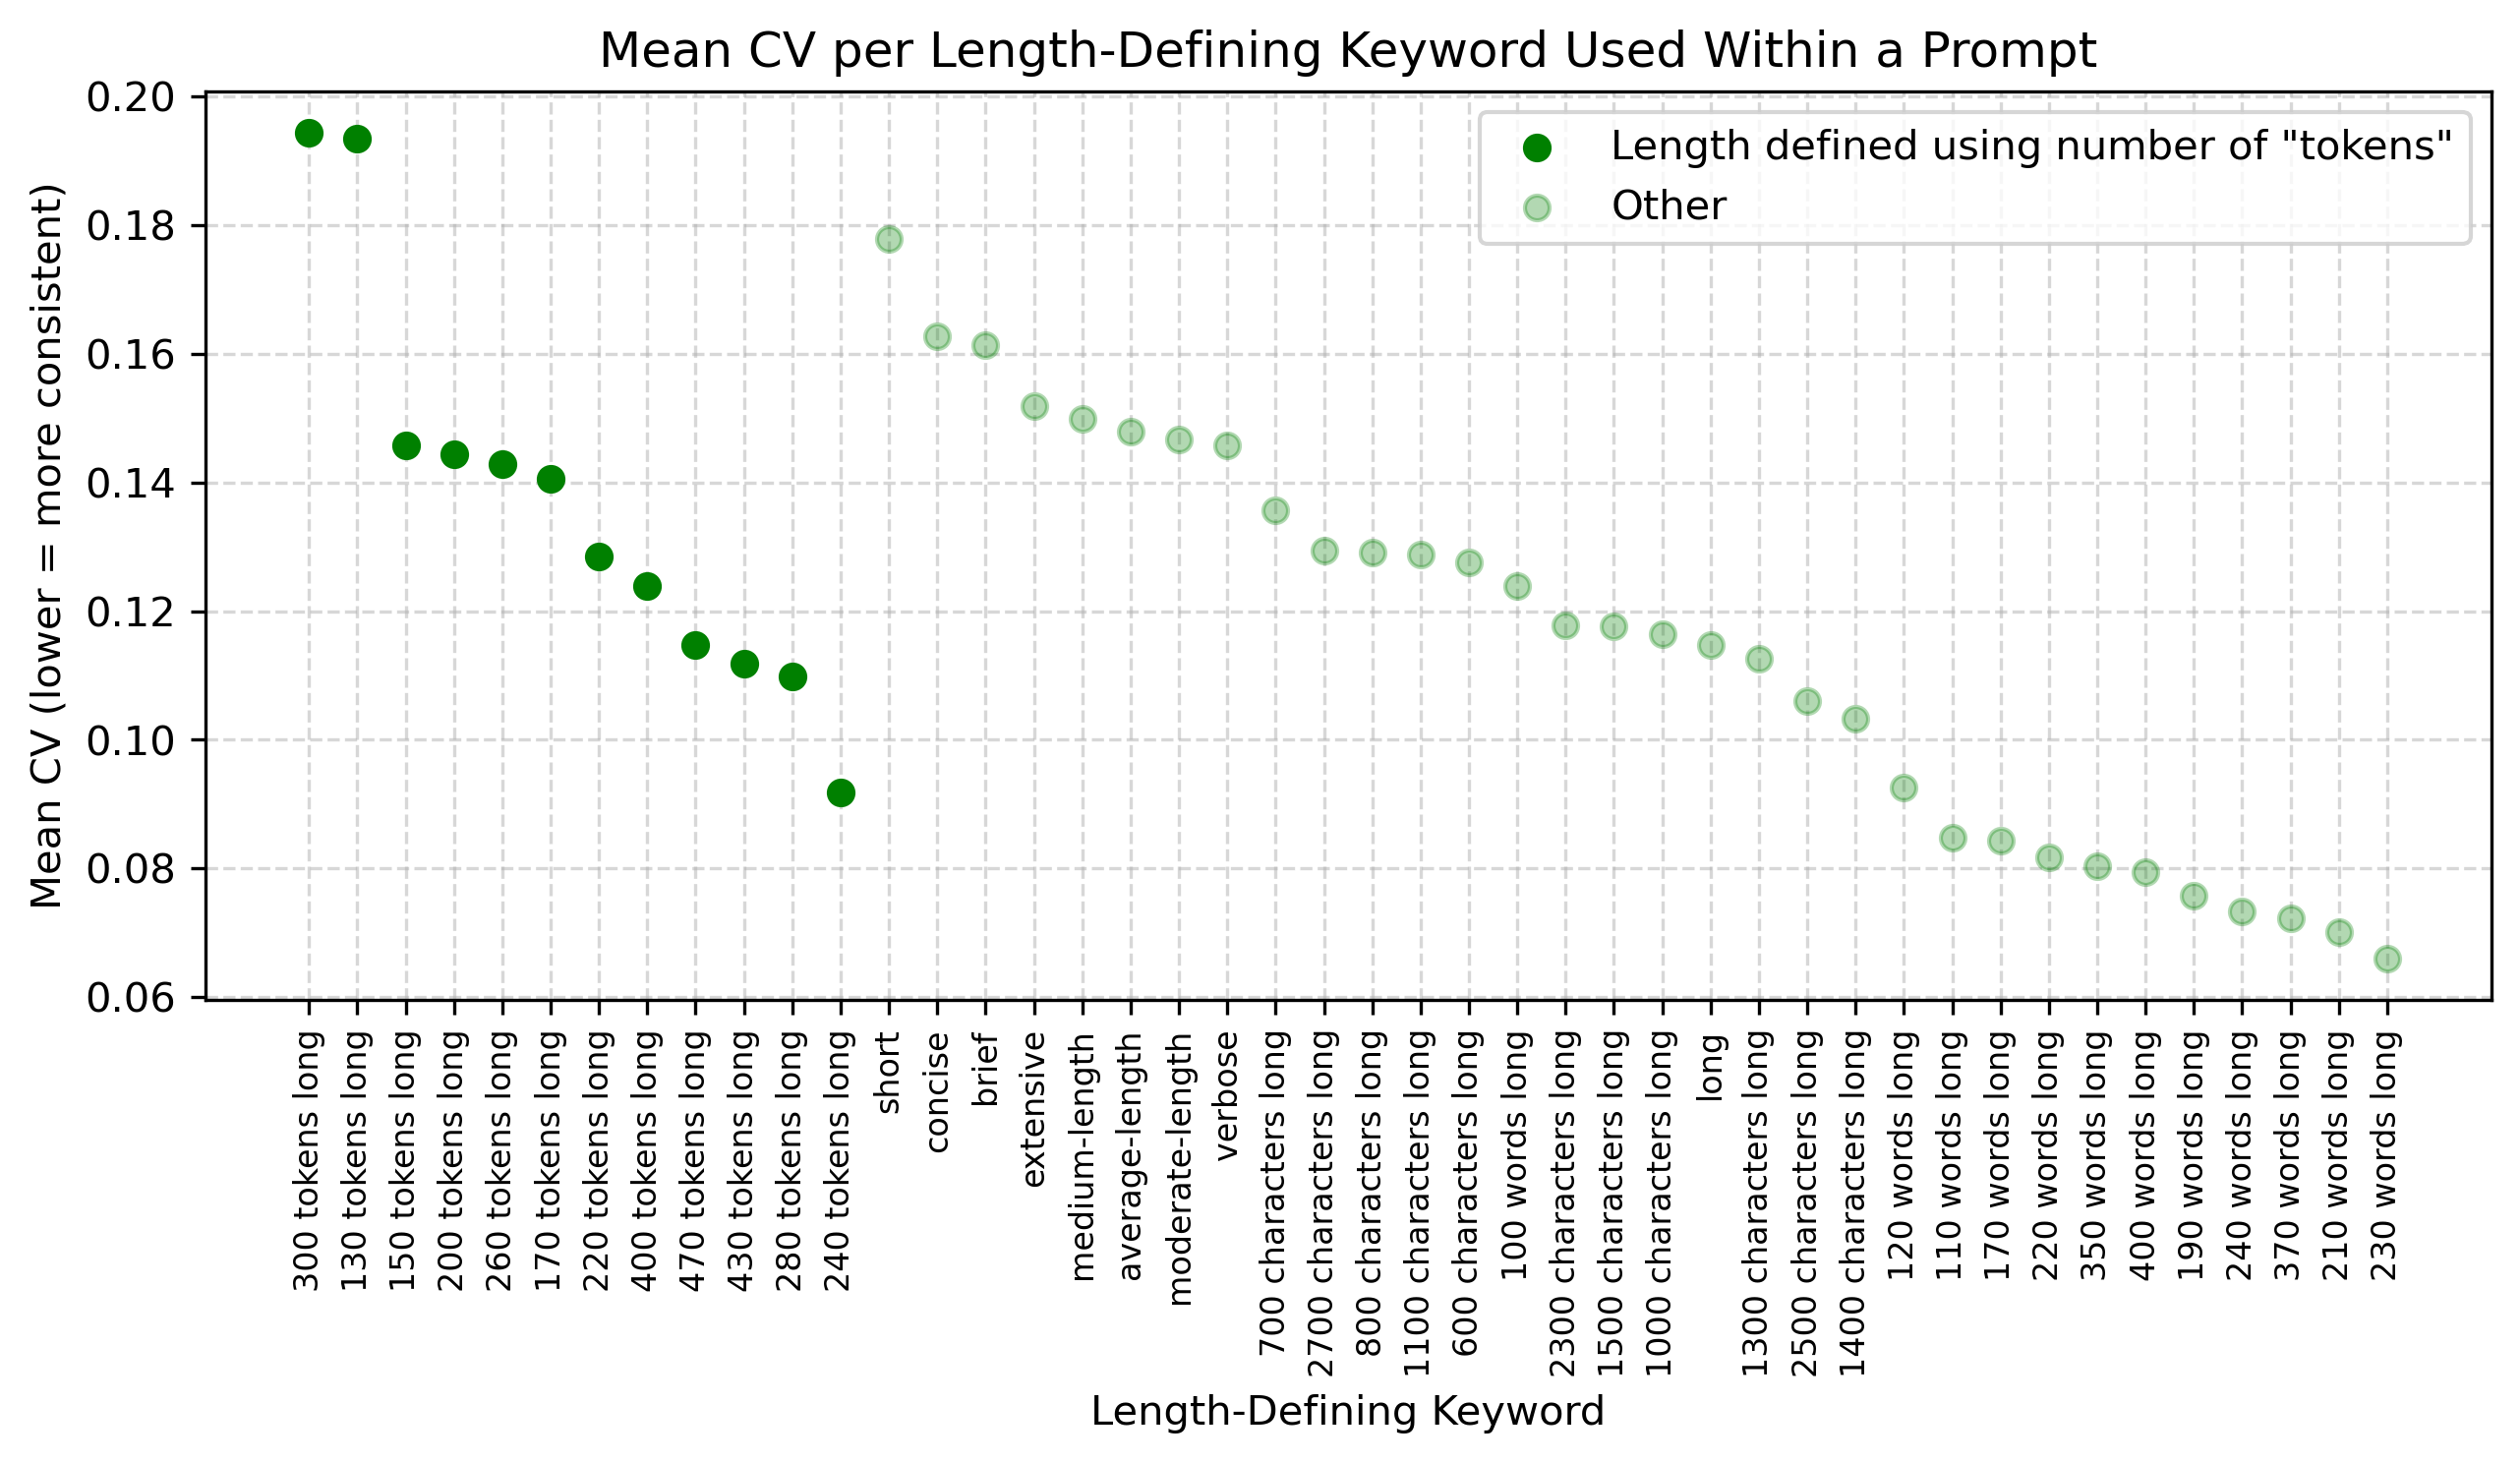 Mean CV per Length-Defining Keyword Used Within a Prompt
Length defined using number of "tokens"
Other
Mean CV (lower = more consistent)
0.20
0.18
0.16
0.14
0.12
0.10
0.08
0.06
300 tokens long
130 tokens long
150 tokens long
200 tokens long
260 tokens long
170 tokens long
220 tokens long
400 tokens long
470 tokens long
430 tokens long
280 tokens long
240 tokens long
short
concise
brief
extensive
medium-length
average-length
moderate-length
verbose
700 characters long
2700 characters long
800 characters long
1100 characters long
600 characters long
100 words long
2300 characters long
1500 characters long
1000 characters long
long
1300 characters long
2500 characters long
1400 characters long
120 words long
110 words long
170 words long
220 words long
350 words long
400 words long
190 words long
240 words long
370 words long
210 words long
230 words long
Length-Defining Keyword